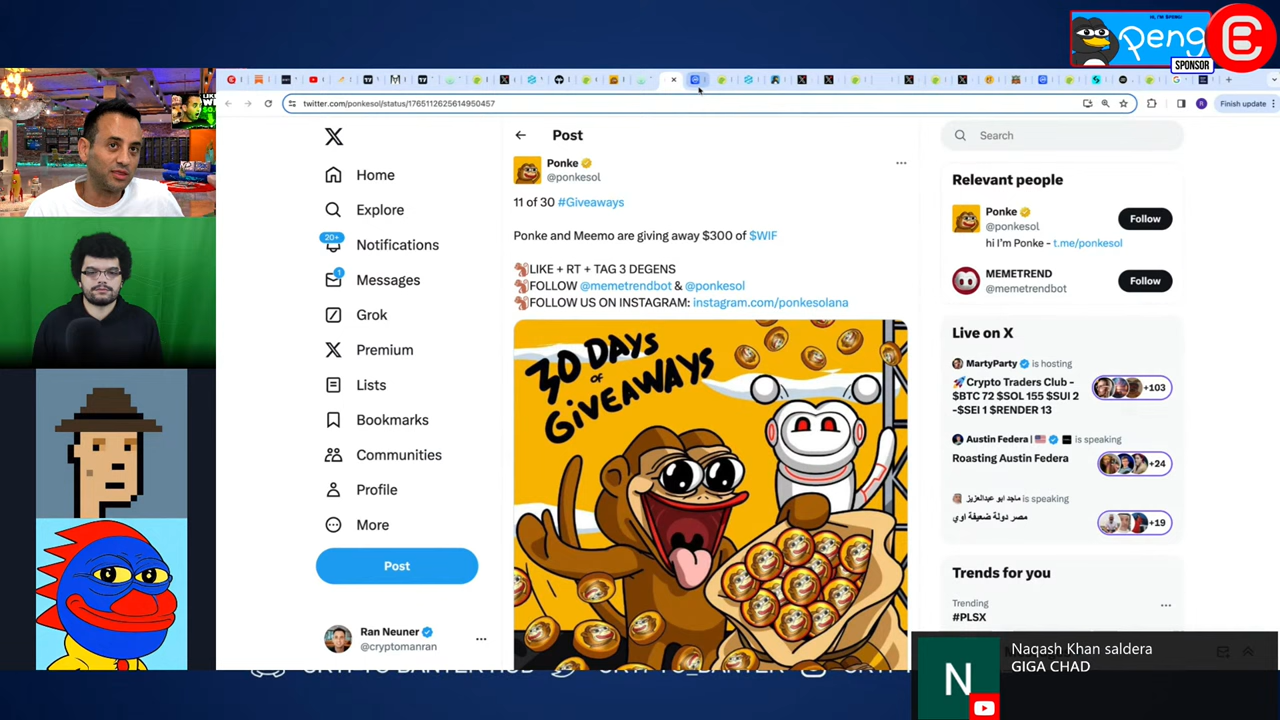 HI, I'M PENG
peng
SPONSOR
twitter.com/ponkesol/status/1765112625614950457
Finish update
Home
Explore
20+
Notifications
1
Messages
Grok
Premium
Lists
Bookmarks
Communities
Profile
More
Post
Ran Neuner
@cryptomanran
Post
Ponke
@ponkesol
11 of 30 #Giveaways
Ponke and Meemo are giving away $300 of $WIF
LIKE + RT + TAG 3 DEGENS
FOLLOW @memetrendbot & @ponkesol
FOLLOW US ON INSTAGRAM: instagram.com/ponkesolana
30 DAYS
OF
GIVEAWAYS
Search
Relevant people
Ponke
@ponkesol
Follow
hi I'm Ponke - t.me/ponkesol
MEMETREND
@memetrendbot
Follow
Live on X
MartyParty is hosting
🚀Crypto Traders Club -
$BTC 72 $SOL 155 $SUI 2
-$SEI 1 $RENDER 13
+103
Austin Federa | 🇺🇸 is speaking
Roasting Austin Federa
+24
ماجد ابو عبدالعزيز is speaking
مصر دولة ضعيفة اوي
+19
Trends for you
Trending
#PLSX
N
Naqash Khan saldera
GIGA CHAD